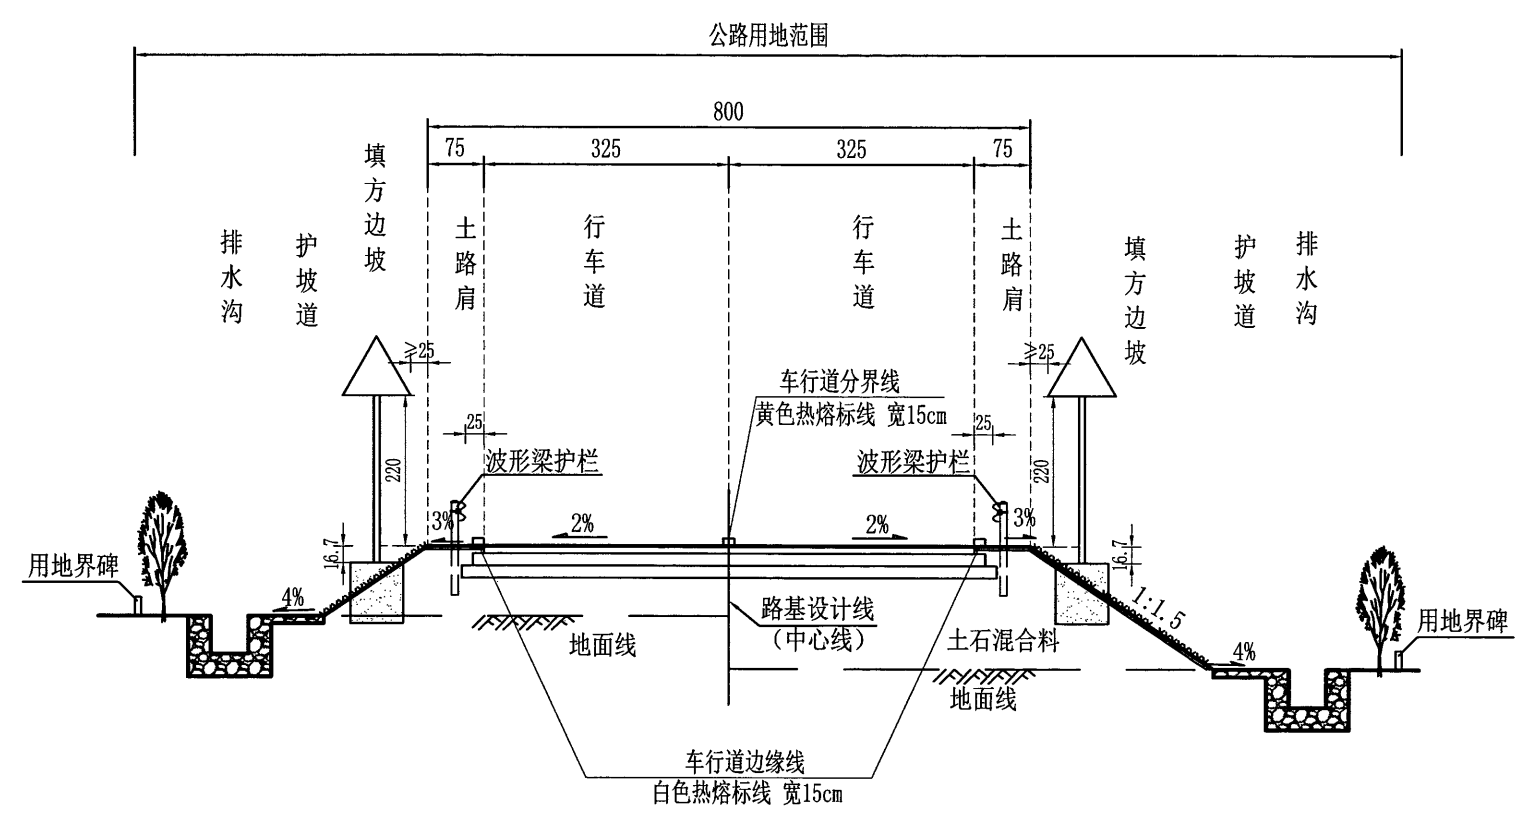 公路用地范围
800
75
325
325
75
填方边坡
土路肩
行车道
行车道
土路肩
填方边坡
排水沟
护坡道
护坡道
排水沟
≥25
≥25
车行道分界线
黄色热熔标线 宽15cm
25
25
波形梁护栏
波形梁护栏
220
220
3%
2%
2%
3%
16.7
16.7
用地界碑
4%
路基设计线
(中心线)
地面线
土石混合料
1:1.5
用地界碑
4%
地面线
车行道边缘线
白色热熔标线 宽15cm